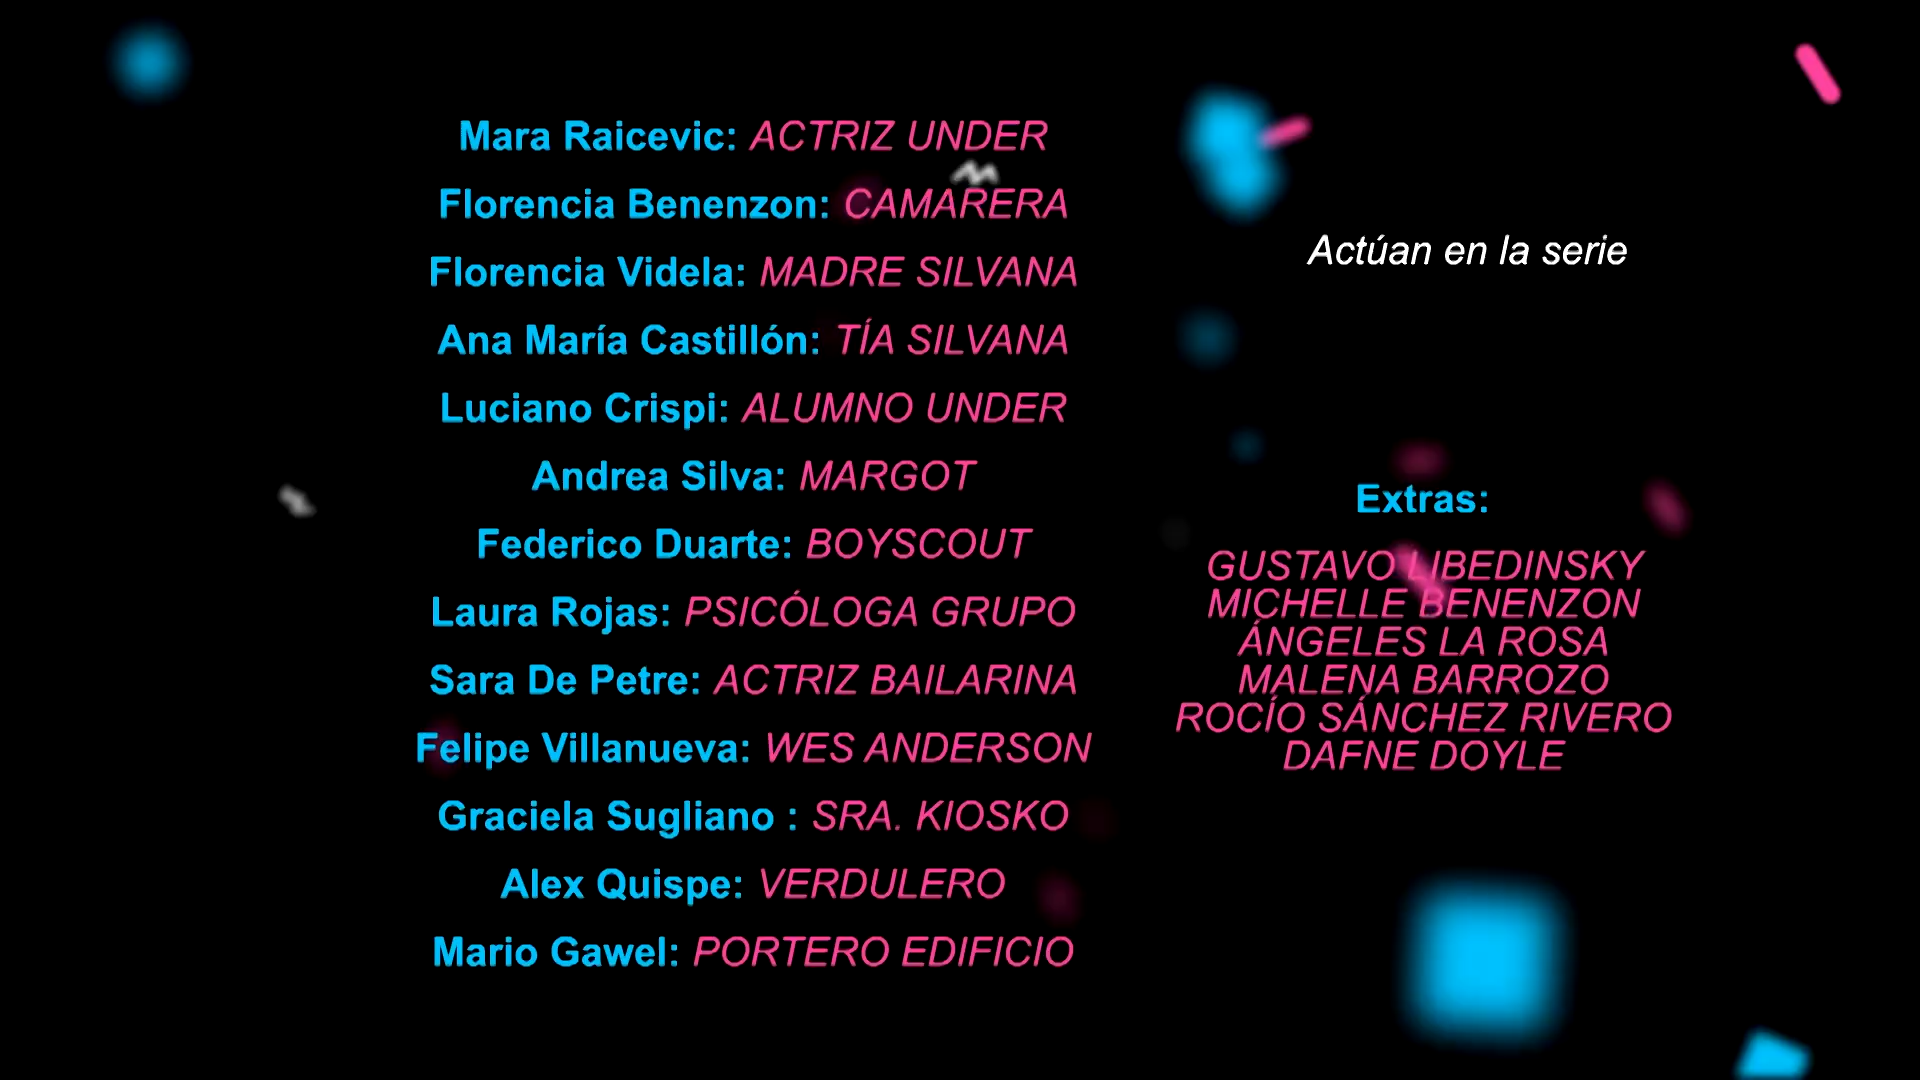 Mara Raicevic: ACTRIZ UNDER
Florencia Benenzon: CAMARERA
Florencia Videla: MADRE SILVANA
Ana María Castillón: TÍA SILVANA
Luciano Crispi: ALUMNO UNDER
Andrea Silva: MARGOT
Federico Duarte: BOYSCOUT
Laura Rojas: PSICÓLOGA GRUPO
Sara De Petre: ACTRIZ BAILARINA
Felipe Villanueva: WES ANDERSON
Graciela Sugliano : SRA. KIOSKO
Alex Quispe: VERDULERO
Mario Gawel: PORTERO EDIFICIO
Actúan en la serie
Extras:
GUSTAVO LIBEDINSKY
MICHELLE BENENZON
ÁNGELES LA ROSA
MALENA BARROZO
ROCÍO SÁNCHEZ RIVERO
DAFNE DOYLE